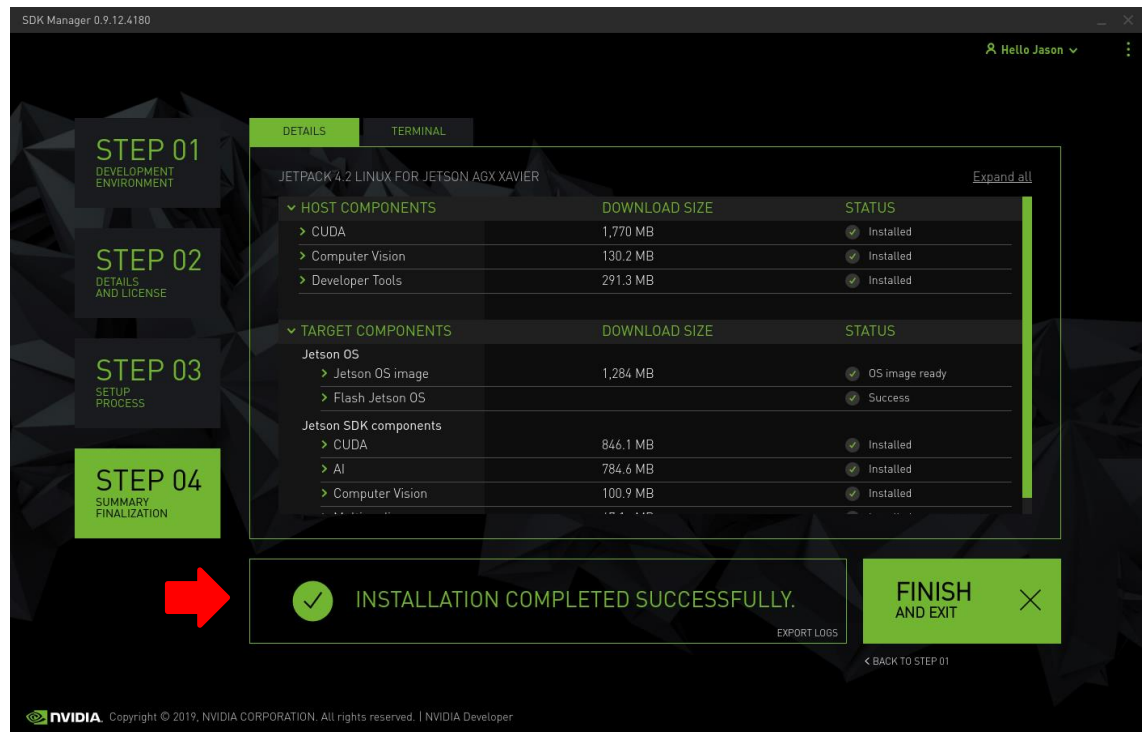 SDK Manager 0.9.12.4180
Hello Jason
STEP 01
DEVELOPMENT
ENVIRONMENT
STEP 02
DETAILS
AND LICENSE
STEP 03
SETUP
PROCESS
STEP 04
SUMMARY
FINALIZATION
DETAILS TERMINAL
JETPACK 4.2 LINUX FOR JETSON AGX XAVIER Expand all
HOST COMPONENTS DOWNLOAD SIZE STATUS
CUDA 1,770 MB Installed
Computer Vision 130.2 MB Installed
Developer Tools 291.3 MB Installed
TARGET COMPONENTS DOWNLOAD SIZE STATUS
Jetson OS
Jetson OS image 1,284 MB OS image ready
Flash Jetson OS Success
Jetson SDK components
CUDA 846.1 MB Installed
AI 784.6 MB Installed
Computer Vision 100.9 MB Installed
INSTALLATION COMPLETED SUCCESSFULLY.
EXPORT LOGS
FINISH
AND EXIT
< BACK TO STEP 01
NVIDIA. Copyright © 2019, NVIDIA CORPORATION. All rights reserved. | NVIDIA Developer